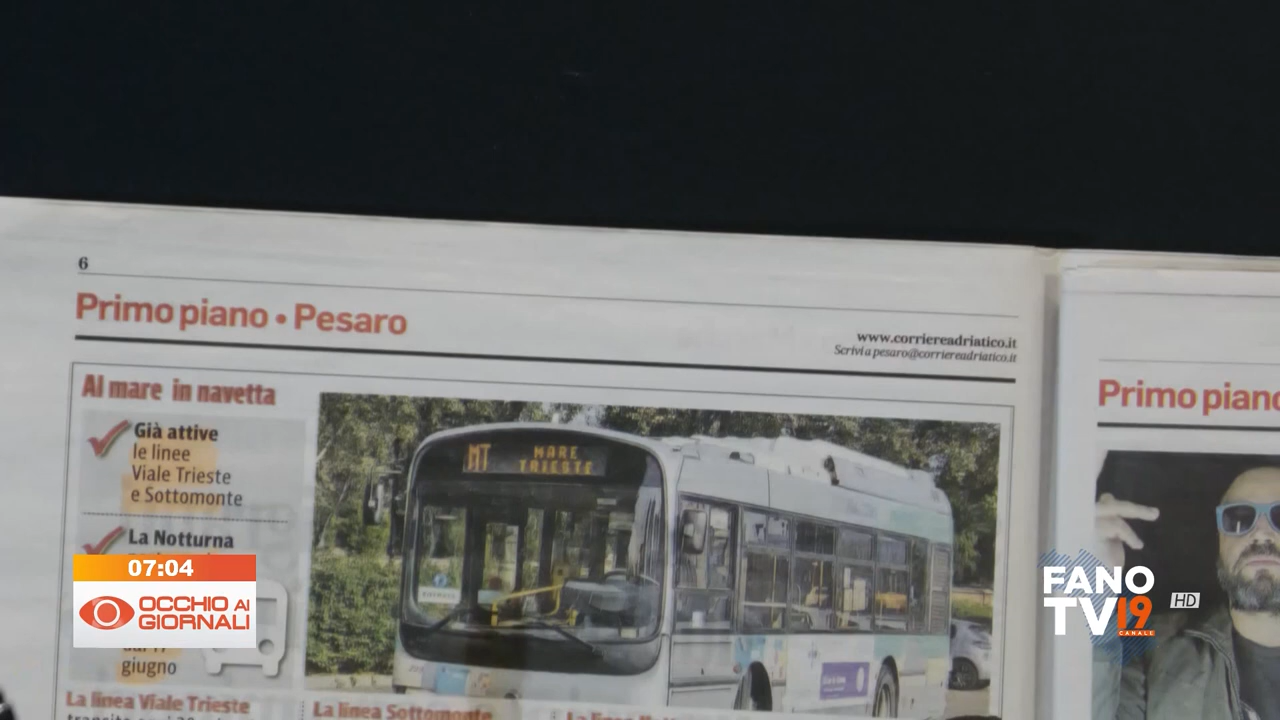 6
Primo piano • Pesaro
www.corriereadriatico.it
Scrivi a pesaro@corriereadriatico.it
Al mare in navetta
Già attive
le linee
Viale Trieste
e Sottomonte
La Notturna
giugno
MT MARE
TRIESTE
La linea Viale Trieste
La linea Sottomonte
Primo piano
07:04
OCCHIO AI
GIORNALI
FANO
TV19
CANALE
HD